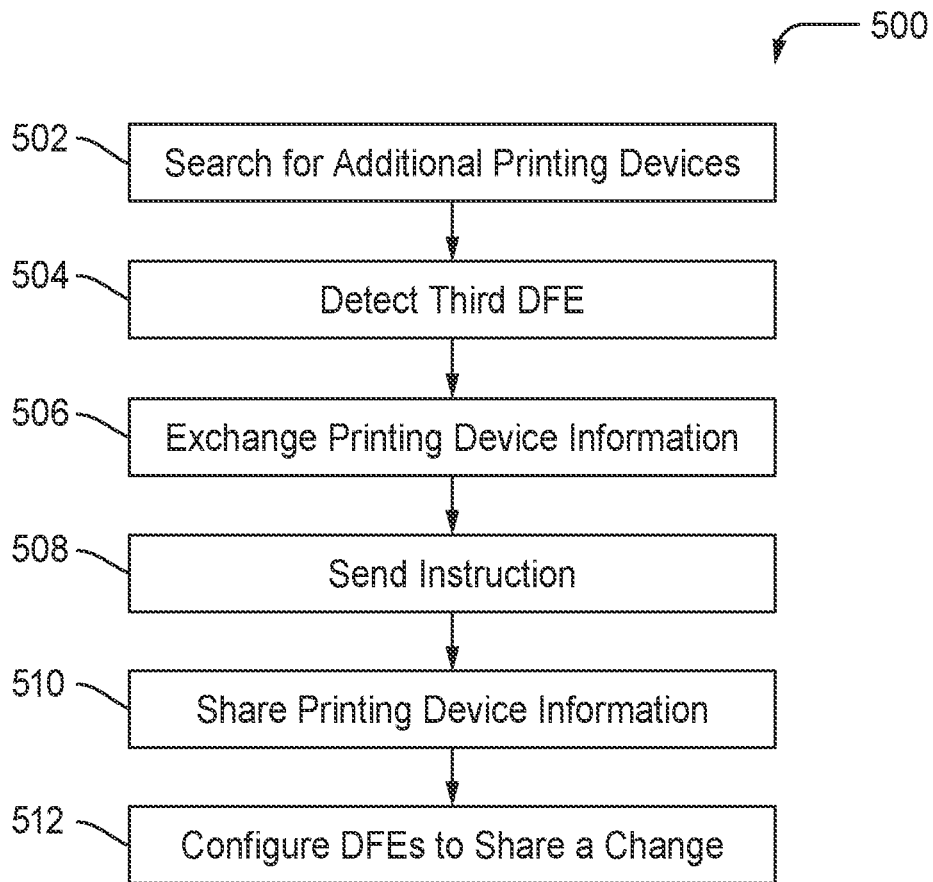 500
502 Search for Additional Printing Devices
504 Detect Third DFE
506 Exchange Printing Device Information
508 Send Instruction
510 Share Printing Device Information
512 Configure DFEs to Share a Change